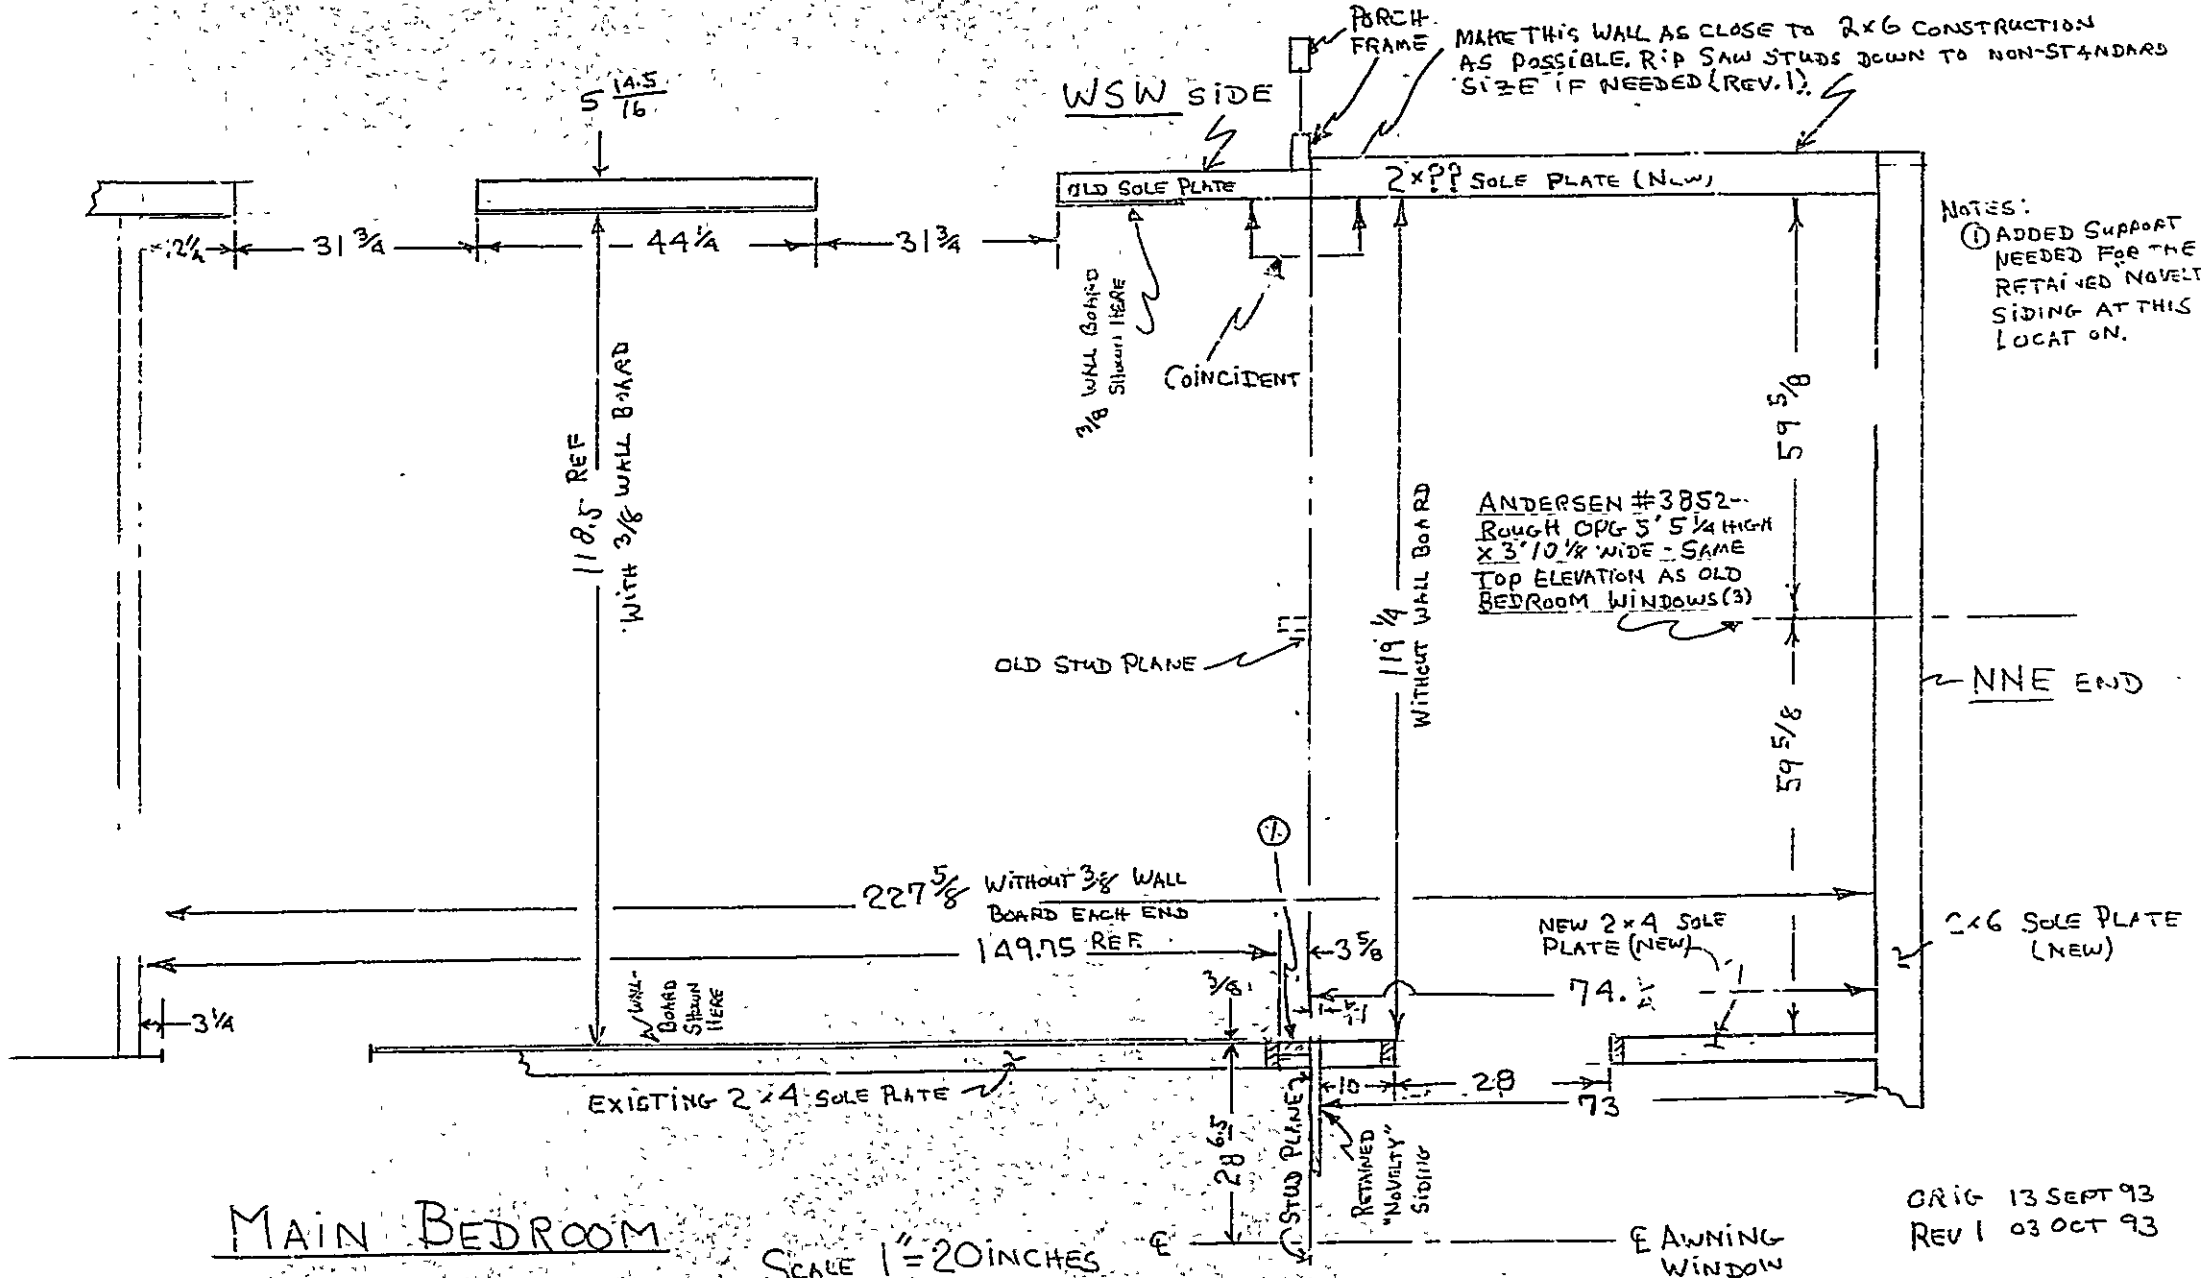 PORCH
FRAME
MAKE THIS WALL AS CLOSE TO 2x6 CONSTRUCTION
AS POSSIBLE. RIP SAW STUDS DOWN TO NON-STANDARD
SIZE IF NEEDED (REV.1).
WSW SIDE
5 14.5/16
OLD SOLE PLATE
2x?? SOLE PLATE (NEW)
31 3/4
44 1/4
31 3/4
NOTES:
① ADDED SUPPORT
NEEDED FOR THE
RETAINED "NOVELT
SIDING AT THIS
LOCAT ON.
3/8 WALL BOARD
SHOWN HERE
COINCIDENT
118.5 REF
WITH 3/8 WALL BOARD
59 5/8
ANDERSEN #3852-
ROUGH OPG 5' 5 1/4 HIGH
x 3' 10 1/8 WIDE - SAME
TOP ELEVATION AS OLD
BEDROOM WINDOWS (3)
119 1/4
WITHOUT WALL BOARD
OLD STUD PLANE
NNE END
59 5/8
①
227 5/8 WITHOUT 3/8 WALL
BOARD EACH END
149.75 REF.
3 5/8
NEW 2x4 SOLE
PLATE (NEW)
2x6 SOLE PLATE
(NEW)
3/8
74.
3 1/4
WALL-
BOARD
SHOWN
HERE
EXISTING 2x4 SOLE PLATE
10
28
73
28 6.5
STUD PLANE
RETAINED
"NOVELTY"
SIDING
MAIN BEDROOM
SCALE 1" = 20 INCHES
℄
℄ AWNING
WINDOW
ORIG 13 SEPT 93
REV 1 03 OCT 93